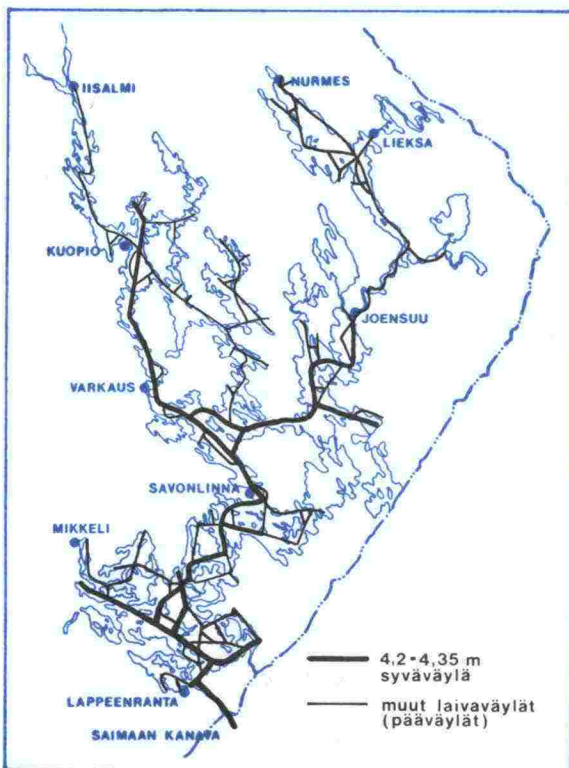 IISALMI
NURMES
LIEKSA
KUOPIO
JOENSUU
VARKAUS
SAVONLINNA
MIKKELI
4,2-4,35 m
syväväylä
LAPPEENRANTA
muut laivaväylät
(pääväylät)
SAIMAAN KANAVA